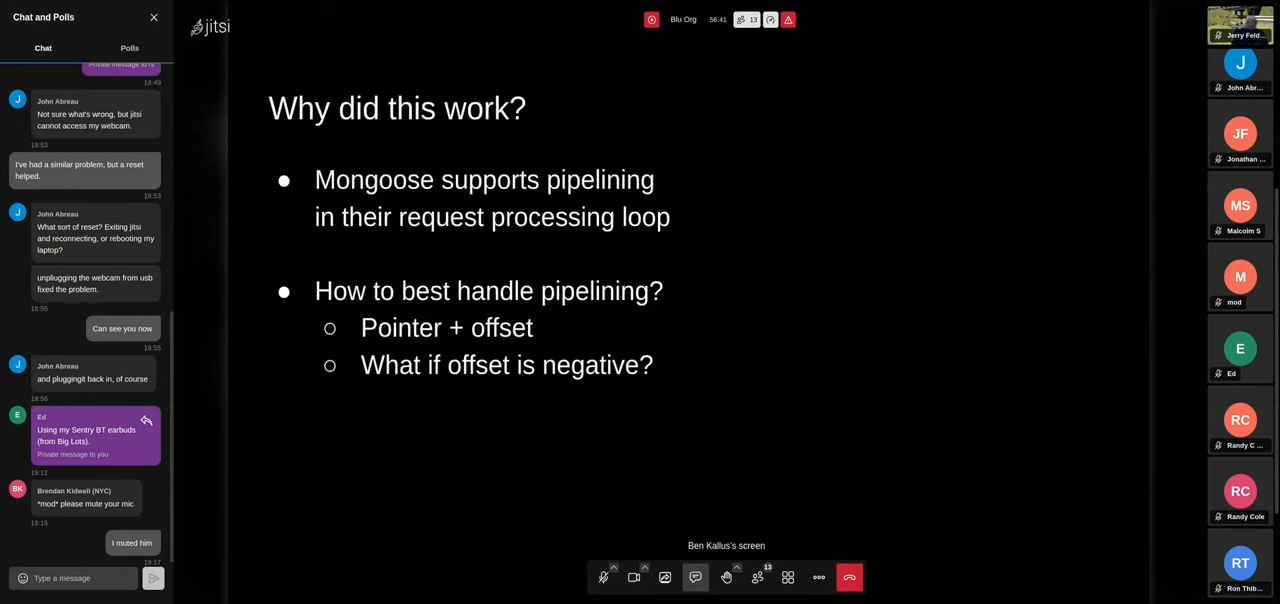 Chat and Polls
Chat
Polls
Private message to
18:49
J
John Abreau
Not sure what's wrong, but jitsi
cannot access my webcam.
18:53
I've had a similar problem, but a reset
helped.
18:53
J
John Abreau
What sort of reset? Exiting jitsi
and reconnecting, or rebooting my
laptop?
unpliugging the webcam from usb
fixed the problem.
18:55
Can see you now
18:55
J
John Abreau
and pluggingit back in, of course
18:56
E
Ed
Using my Sentry BT earbuds
(from Big Lots).
Private message to you
19:12
BK
Brendan Kidwell (NYC)
*mod* please mute your mic
19:15
I muted him
19:17
Type a message
jitsi
Blu Org
56:41
13
Why did this work?
● Mongoose supports pipelining
in their request processing loop
● How to best handle pipelining?
○ Pointer + offset
○ What if offset is negative?
Ben Kallus's screen
13
Jerry Feld...
J
John Abr...
JF
Jonathan ...
MS
Malcolm S
M
mod
E
Ed
RC
Randy C ...
RC
Randy Cole
RT
Ron Thib...